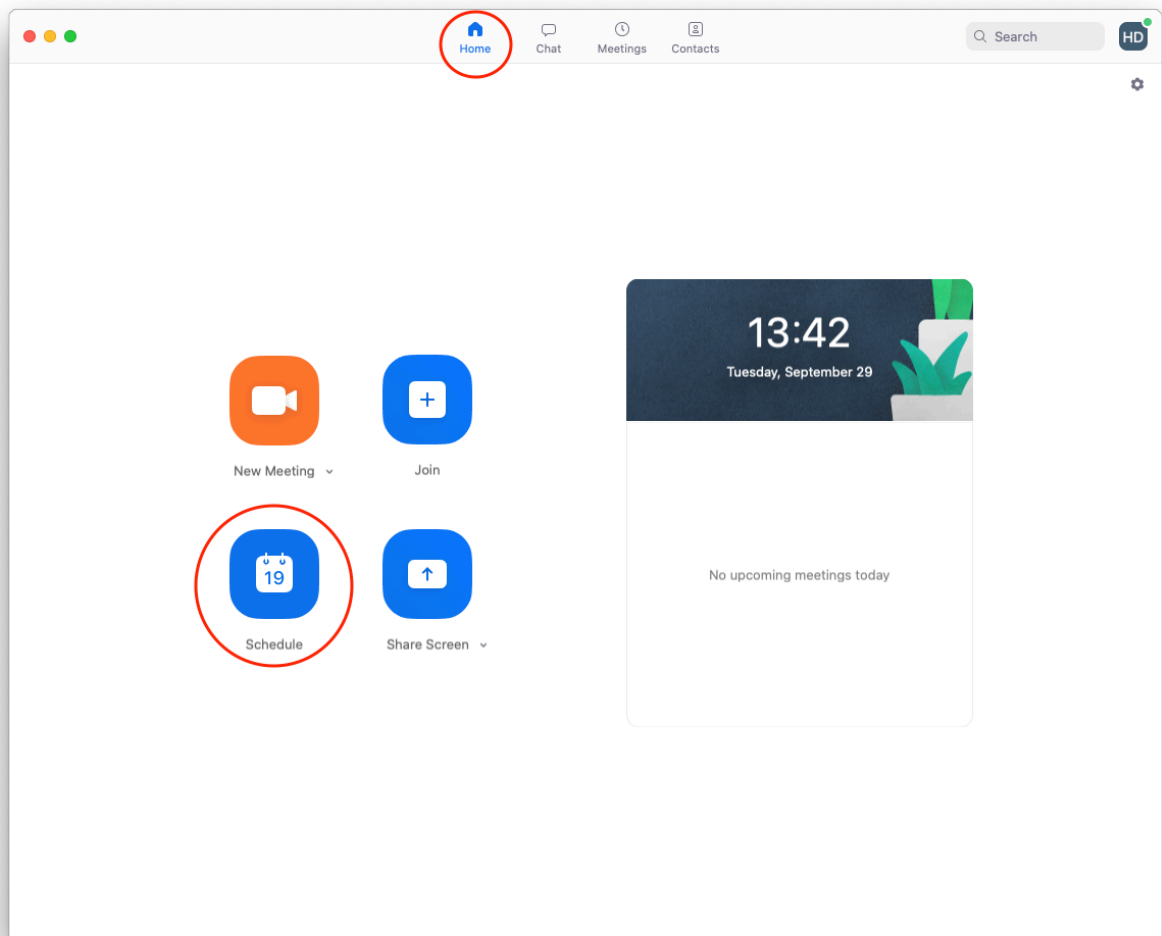 Home
Chat
Meetings
Contacts
Search
HD
13:42
Tuesday, September 29
New Meeting
Join
19
Schedule
Share Screen
No upcoming meetings today